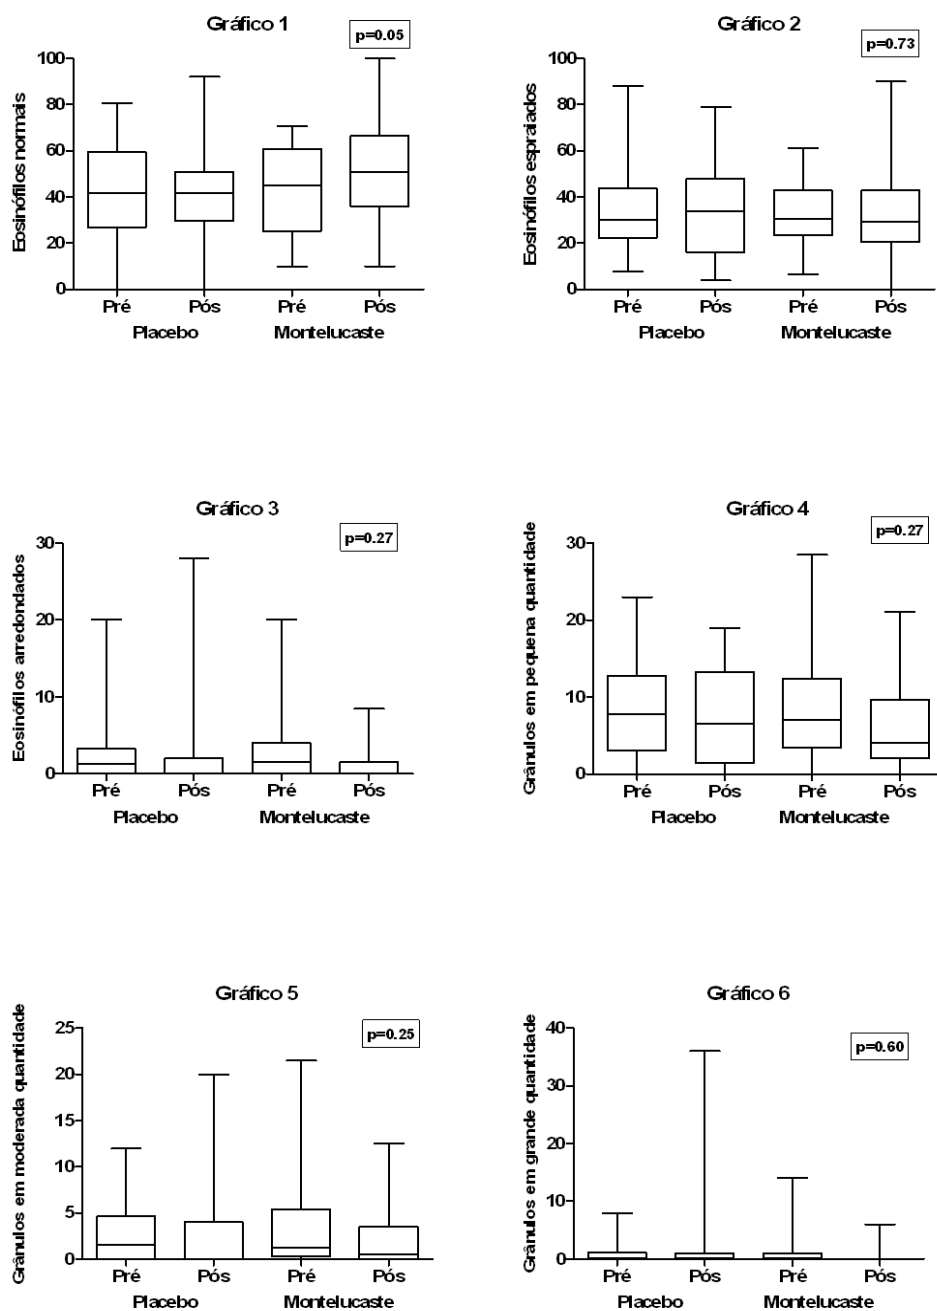 Gráfico 1
p=0.05
Eosinófilos normais
100
80
60
40
20
0
Pré
Pós
Pré
Pós
Placebo
Montelucaste
Gráfico 2
p=0.73
Eosinófilos espraiados
100
80
60
40
20
0
Pré
Pós
Pré
Pós
Placebo
Montelucaste
Gráfico 3
p=0.27
Eosinófilos arredondados
30
20
10
0
Pré
Pós
Pré
Pós
Placebo
Montelucaste
Gráfico 4
p=0.27
Grânulos em pequena quantidade
30
20
10
0
Pré
Pós
Pré
Pós
Placebo
Montelucaste
Gráfico 5
p=0.25
Grânulos em moderada quantidade
25
20
15
10
5
0
Pré
Pós
Pré
Pós
Placebo
Montelucaste
Gráfico 6
p=0.60
Grânulos em grande quantidade
40
30
20
10
0
Pré
Pós
Pré
Pós
Placebo
Montelucaste